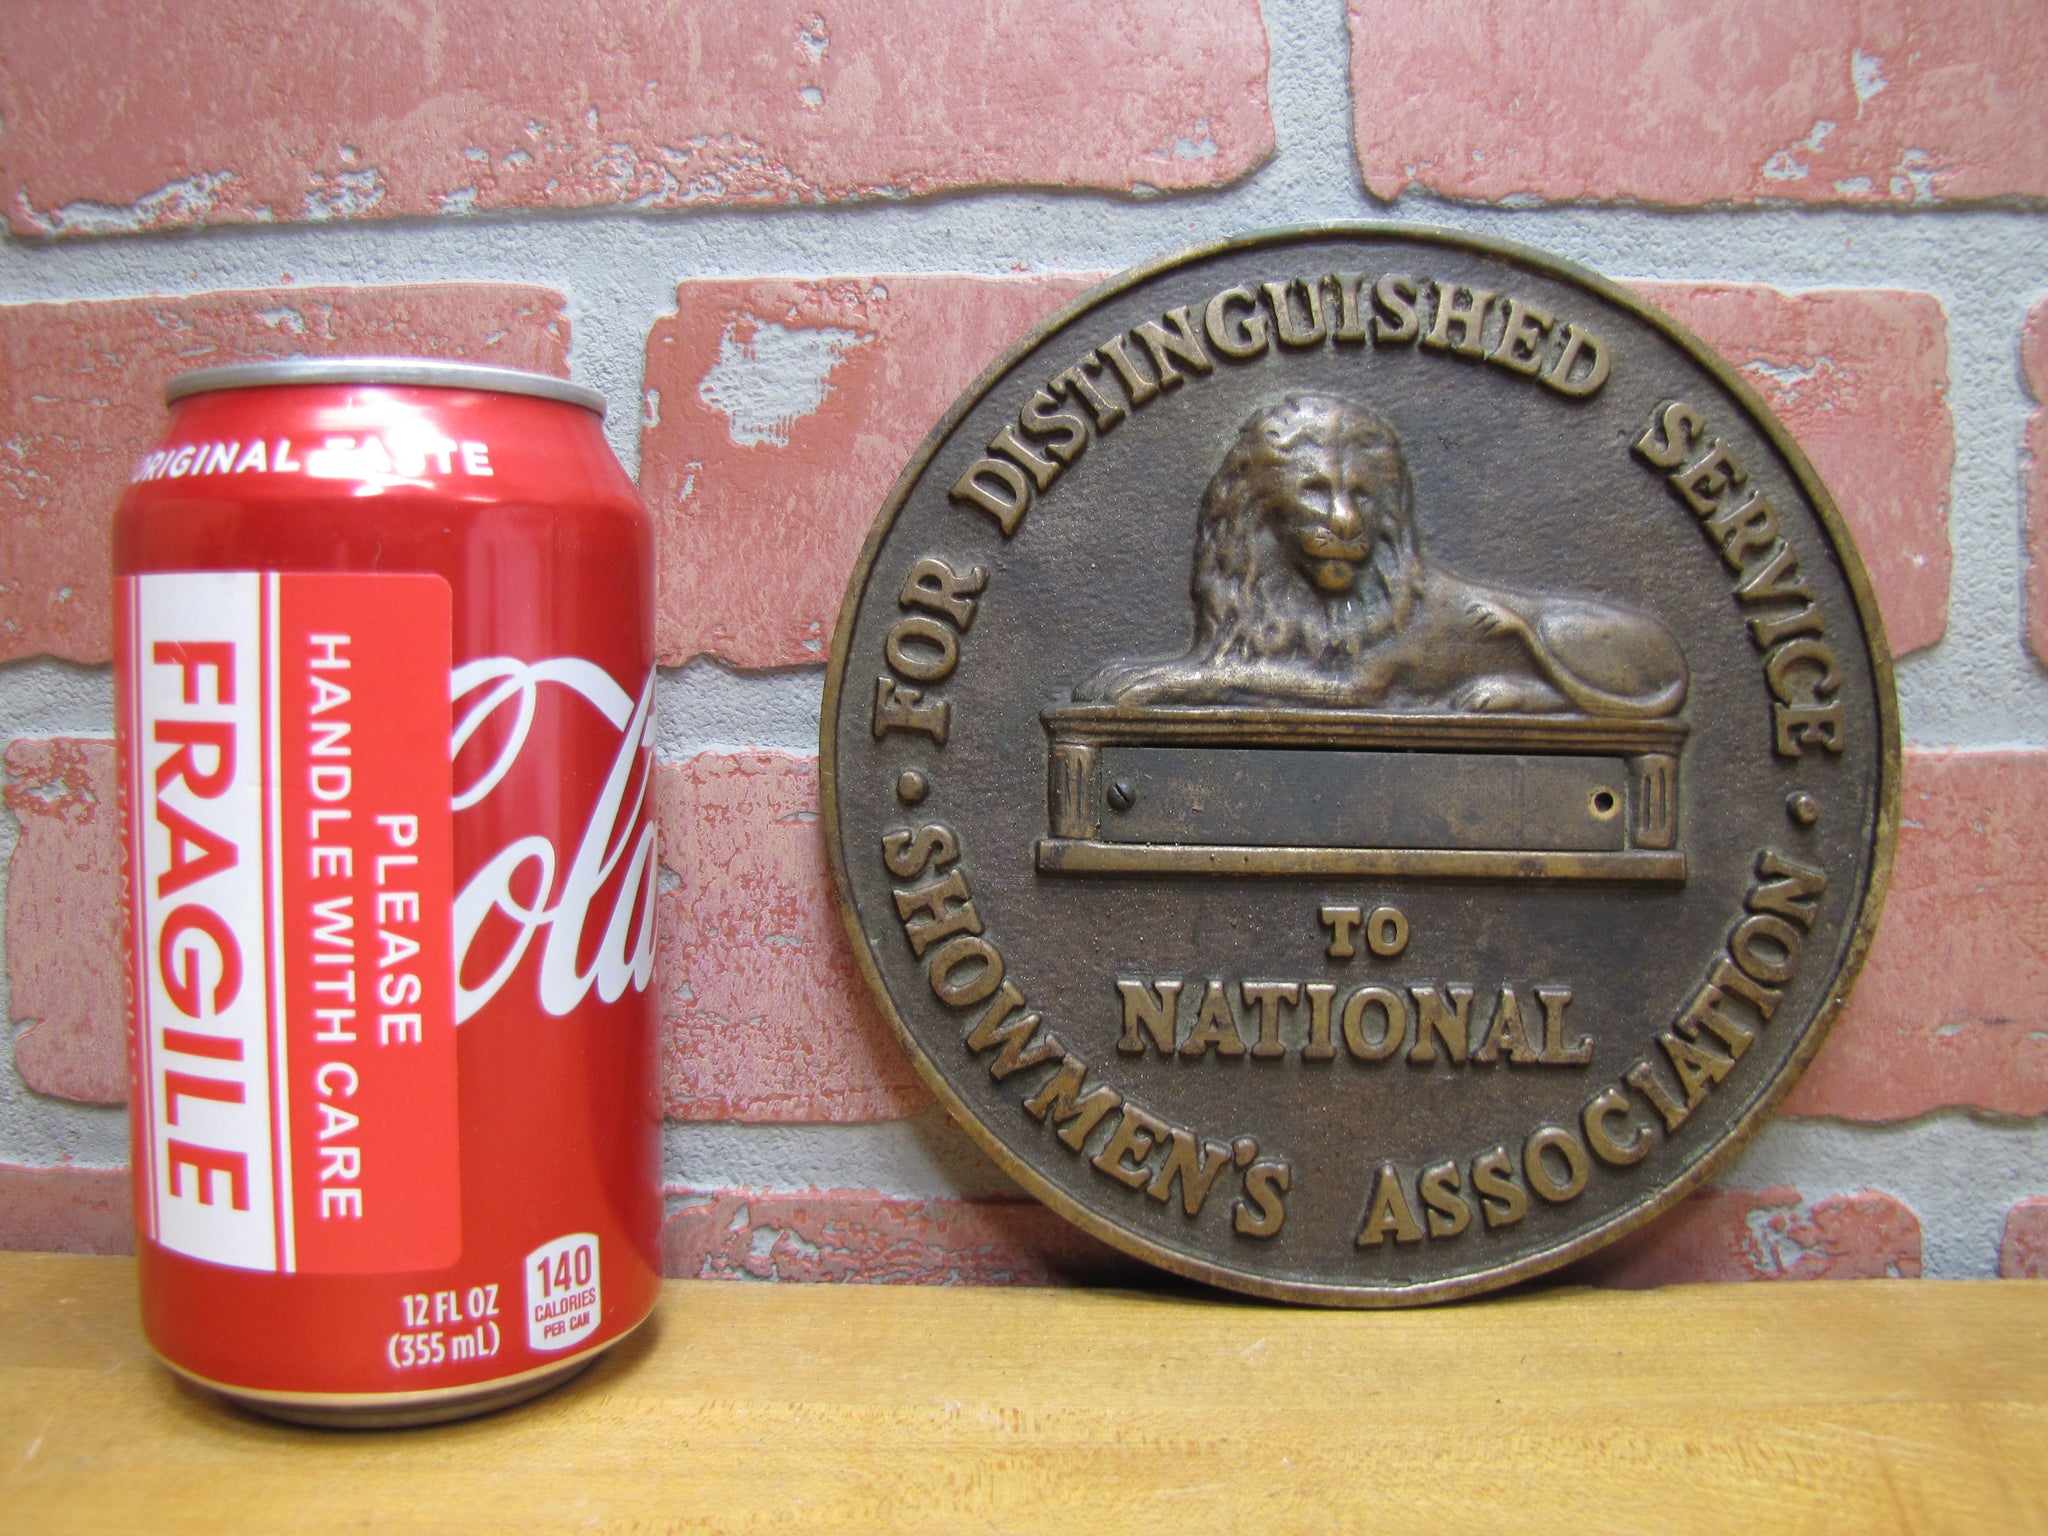 ORIGINAL TASTE
FRAGILE
PLEASE
HANDLE WITH CARE
Cola
12 FL OZ
(355 mL)
140
CALORIES
PER CAN
· FOR DISTINGUISHED SERVICE ·
TO
NATIONAL
SHOWMEN'S ASSOCIATION